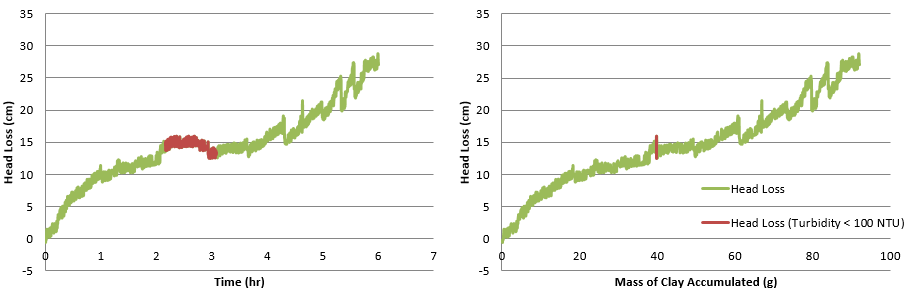 Head Loss (cm)
35
30
25
20
15
10
5
0
-5
0 1 2 3 4 5 6 7
Time (hr)
Head Loss (cm)
35
30
25
20
15
10
5
0
-5
0 20 40 60 80 100
Mass of Clay Accumulated (g)
Head Loss
Head Loss (Turbidity < 100 NTU)